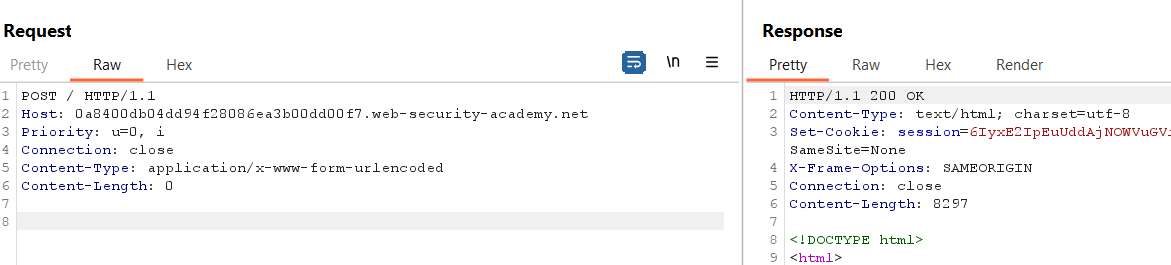 Request
Pretty Raw Hex
\n
1 POST / HTTP/1.1
2 Host: 0a8400db04dd94f28086ea3b00dd00f7.web-security-academy.net
3 Priority: u=0, i
4 Connection: close
5 Content-Type: application/x-www-form-urlencoded
6 Content-Length: 0
7
8
Response
Pretty Raw Hex Render
1 HTTP/1.1 200 OK
2 Content-Type: text/html; charset=utf-8
3 Set-Cookie: session=6IyxE2IpEuUddAjNOWVuGVi
SameSite=None
4 X-Frame-Options: SAMEORIGIN
5 Connection: close
6 Content-Length: 8297
7
8 <!DOCTYPE html>
9 <html>